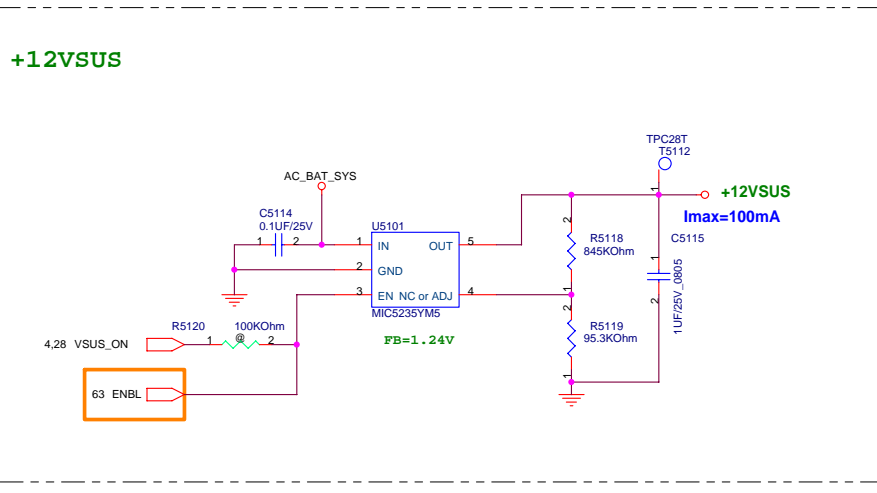 +12VSUS
TPC28T
T5112
AC_BAT_SYS
+12VSUS
Imax=100mA
C5114
0.1UF/25V
1 2
U5101
1 IN OUT 5
2 GND
3 EN NC or ADJ 4
MIC5235YM5
FB=1.24V
1
2
R5118
845KOhm
1
C5115
1
2
1UF/25V_0805
2
R5119
95.3KOhm
1
R5120 100KOhm
4,28 VSUS_ON 1 @ 2
63 ENBL